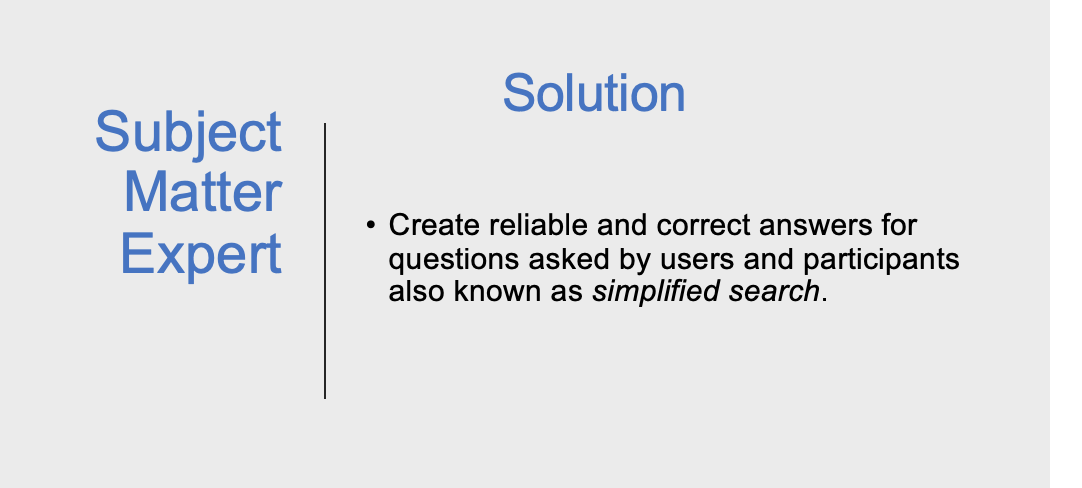 Subject
Matter
Expert
Solution
• Create reliable and correct answers for
questions asked by users and participants
also known as simplified search.